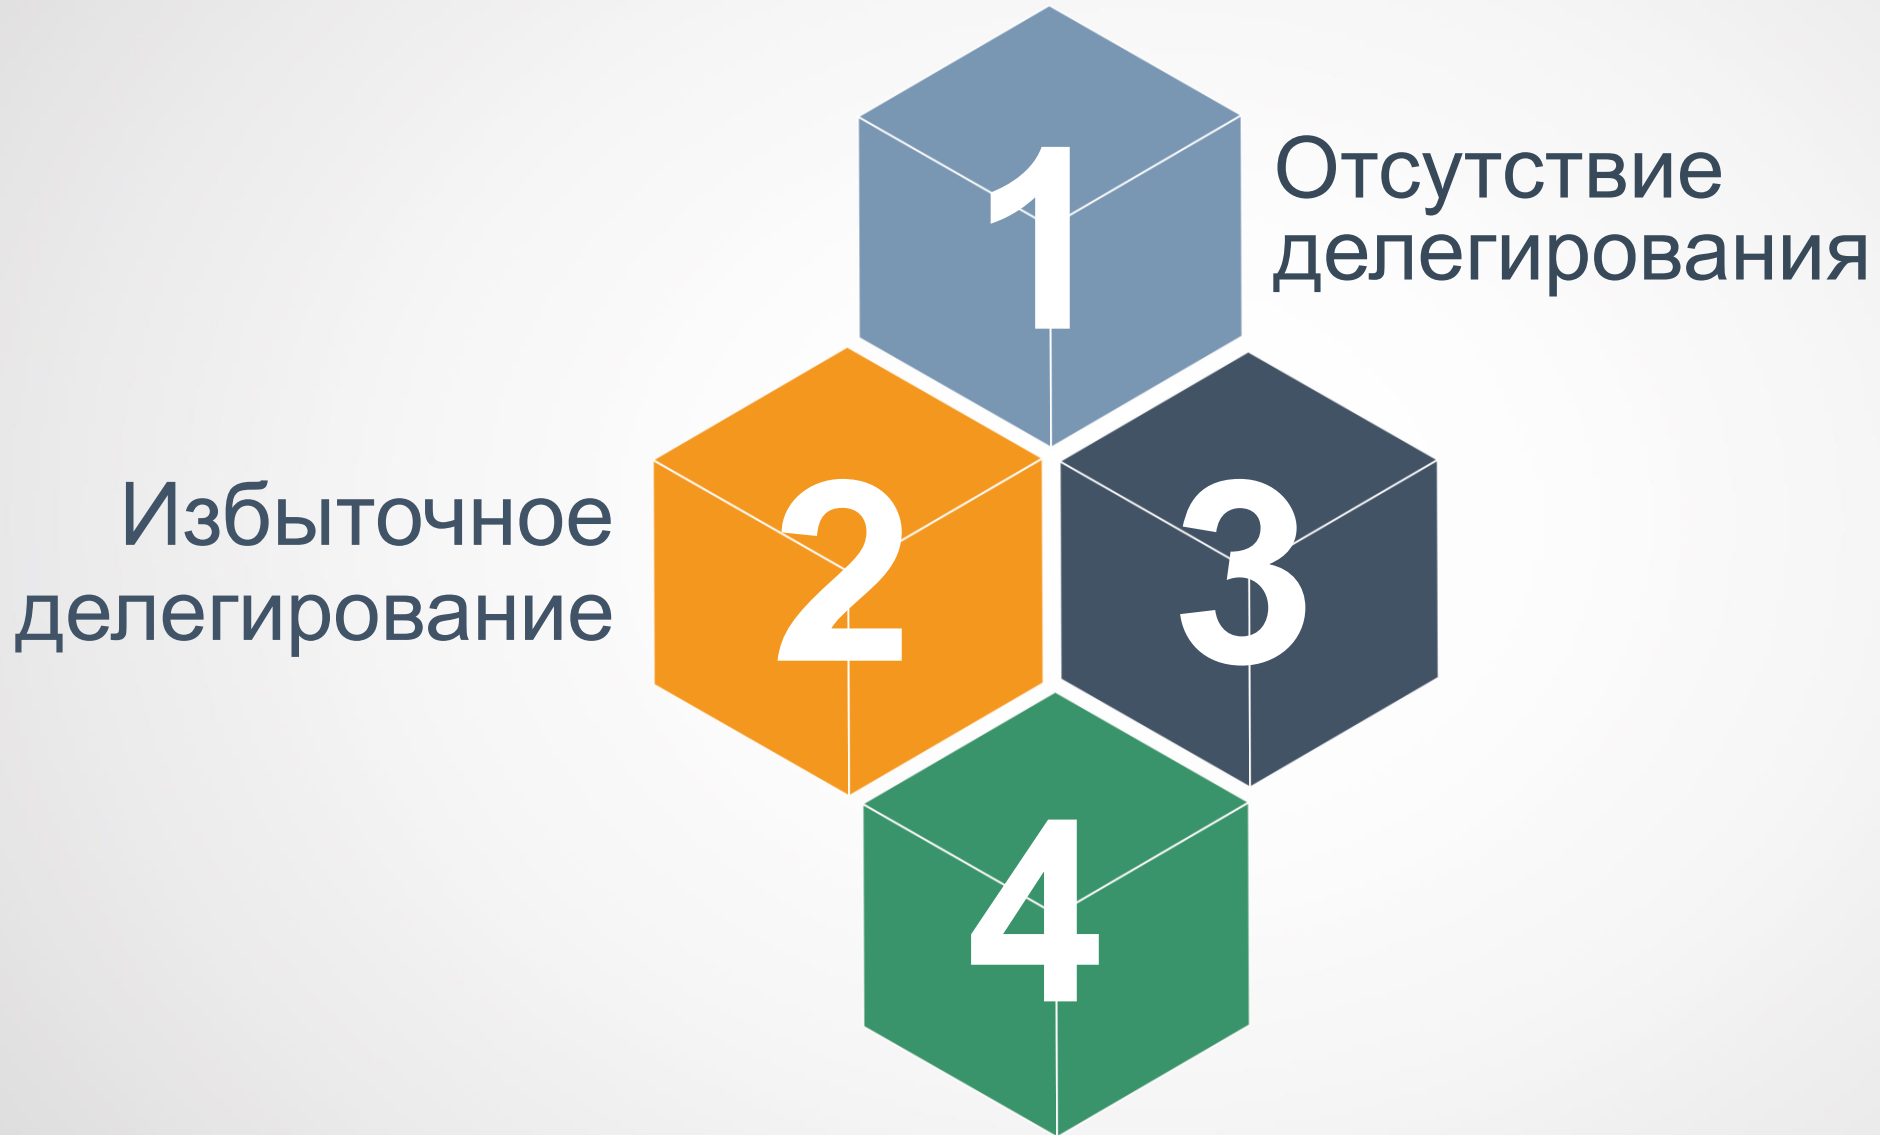 1
Отсутствие
делегирования
Избыточное
делегирование
2
3
4